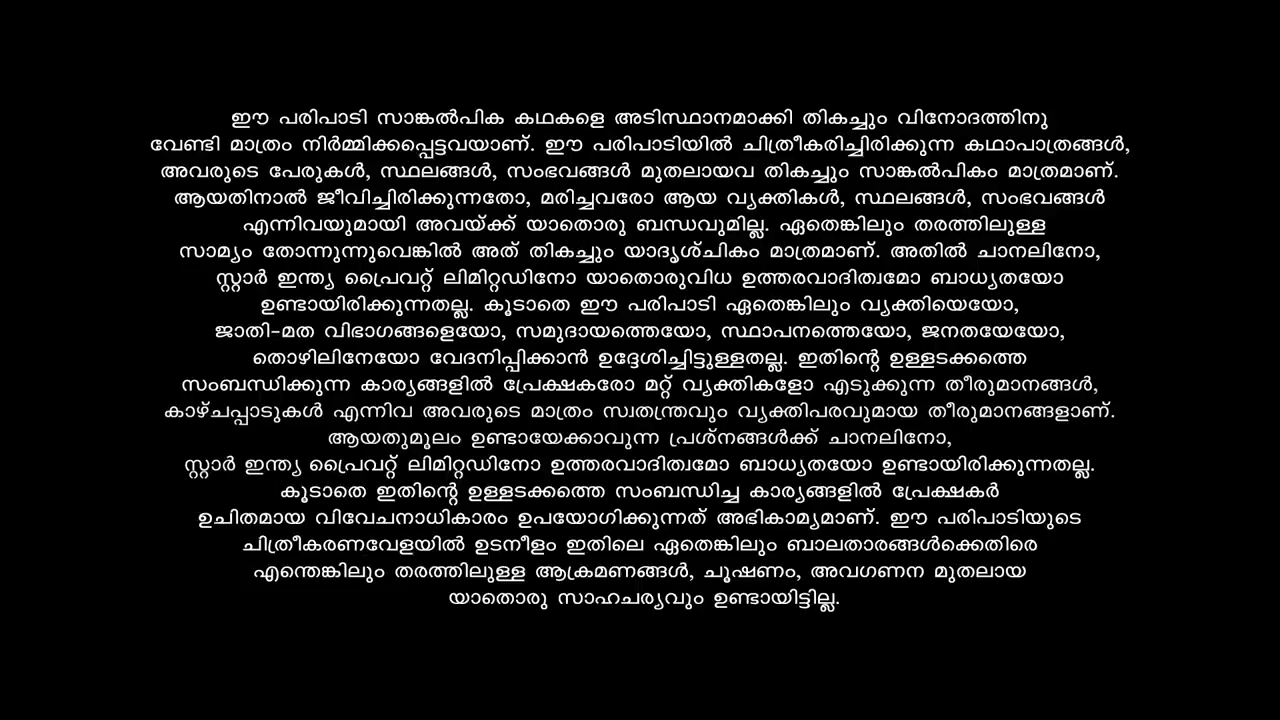 ഈ പരിപാടി സാങ്കൽപിക കഥകളെ അടിസ്ഥാനമാക്കി തികച്ചും വിനോദത്തിനു
വേണ്ടി മാത്രം നിർമ്മിക്കപ്പെട്ടവയാണ്. ഈ പരിപാടിയിൽ ചിത്രീകരിച്ചിരിക്കുന്ന കഥാപാത്രങ്ങൾ,
അവരുടെ പേരുകൾ, സ്ഥലങ്ങൾ, സംഭവങ്ങൾ മുതലായവ തികച്ചും സാങ്കൽപികം മാത്രമാണ്.
ആയതിനാൽ ജീവിച്ചിരിക്കുന്നതോ, മരിച്ചവരോ ആയ വ്യക്തികൾ, സ്ഥലങ്ങൾ, സംഭവങ്ങൾ
എന്നിവയുമായി അവയ്ക്ക് യാതൊരു ബന്ധവുമില്ല. ഏതെങ്കിലും തരത്തിലുള്ള
സാമ്യം തോന്നുന്നുവെങ്കിൽ അത് തികച്ചും യാദൃശ്ചികം മാത്രമാണ്. അതിൽ ചാനലിനോ,
സ്റ്റാർ ഇന്ത്യ പ്രൈവറ്റ് ലിമിറ്റഡിനോ യാതൊരുവിധ ഉത്തരവാദിത്വമോ ബാധ്യതയോ
ഉണ്ടായിരിക്കുന്നതല്ല. കൂടാതെ ഈ പരിപാടി ഏതെങ്കിലും വ്യക്തിയെയോ,
ജാതി-മത വിഭാഗങ്ങളെയോ, സമുദായത്തെയോ, സ്ഥാപനത്തെയോ, ജനതയേയോ,
തൊഴിലിനേയോ വേദനിപ്പിക്കാൻ ഉദ്ദേശിച്ചിട്ടുള്ളതല്ല. ഇതിന്റെ ഉള്ളടക്കത്തെ
സംബന്ധിക്കുന്ന കാര്യങ്ങളിൽ പ്രേക്ഷകരോ മറ്റ് വ്യക്തികളോ എടുക്കുന്ന തീരുമാനങ്ങൾ,
കാഴ്ചപ്പാടുകൾ എന്നിവ അവരുടെ മാത്രം സ്വതന്ത്രവും വ്യക്തിപരവുമായ തീരുമാനങ്ങളാണ്.
ആയതുമൂലം ഉണ്ടായേക്കാവുന്ന പ്രശ്നങ്ങൾക്ക് ചാനലിനോ,
സ്റ്റാർ ഇന്ത്യ പ്രൈവറ്റ് ലിമിറ്റഡിനോ ഉത്തരവാദിത്വമോ ബാധ്യതയോ ഉണ്ടായിരിക്കുന്നതല്ല.
കൂടാതെ ഇതിന്റെ ഉള്ളടക്കത്തെ സംബന്ധിച്ച കാര്യങ്ങളിൽ പ്രേക്ഷകർ
ഉചിതമായ വിവേചനാധികാരം ഉപയോഗിക്കുന്നത് അഭികാമ്യമാണ്. ഈ പരിപാടിയുടെ
ചിത്രീകരണവേളയിൽ ഉടനീളം ഇതിലെ ഏതെങ്കിലും ബാലതാരങ്ങൾക്കെതിരെ
എന്തെങ്കിലും തരത്തിലുള്ള ആക്രമണങ്ങൾ, ചൂഷണം, അവഗണന മുതലായ
യാതൊരു സാഹചര്യവും ഉണ്ടായിട്ടില്ല.